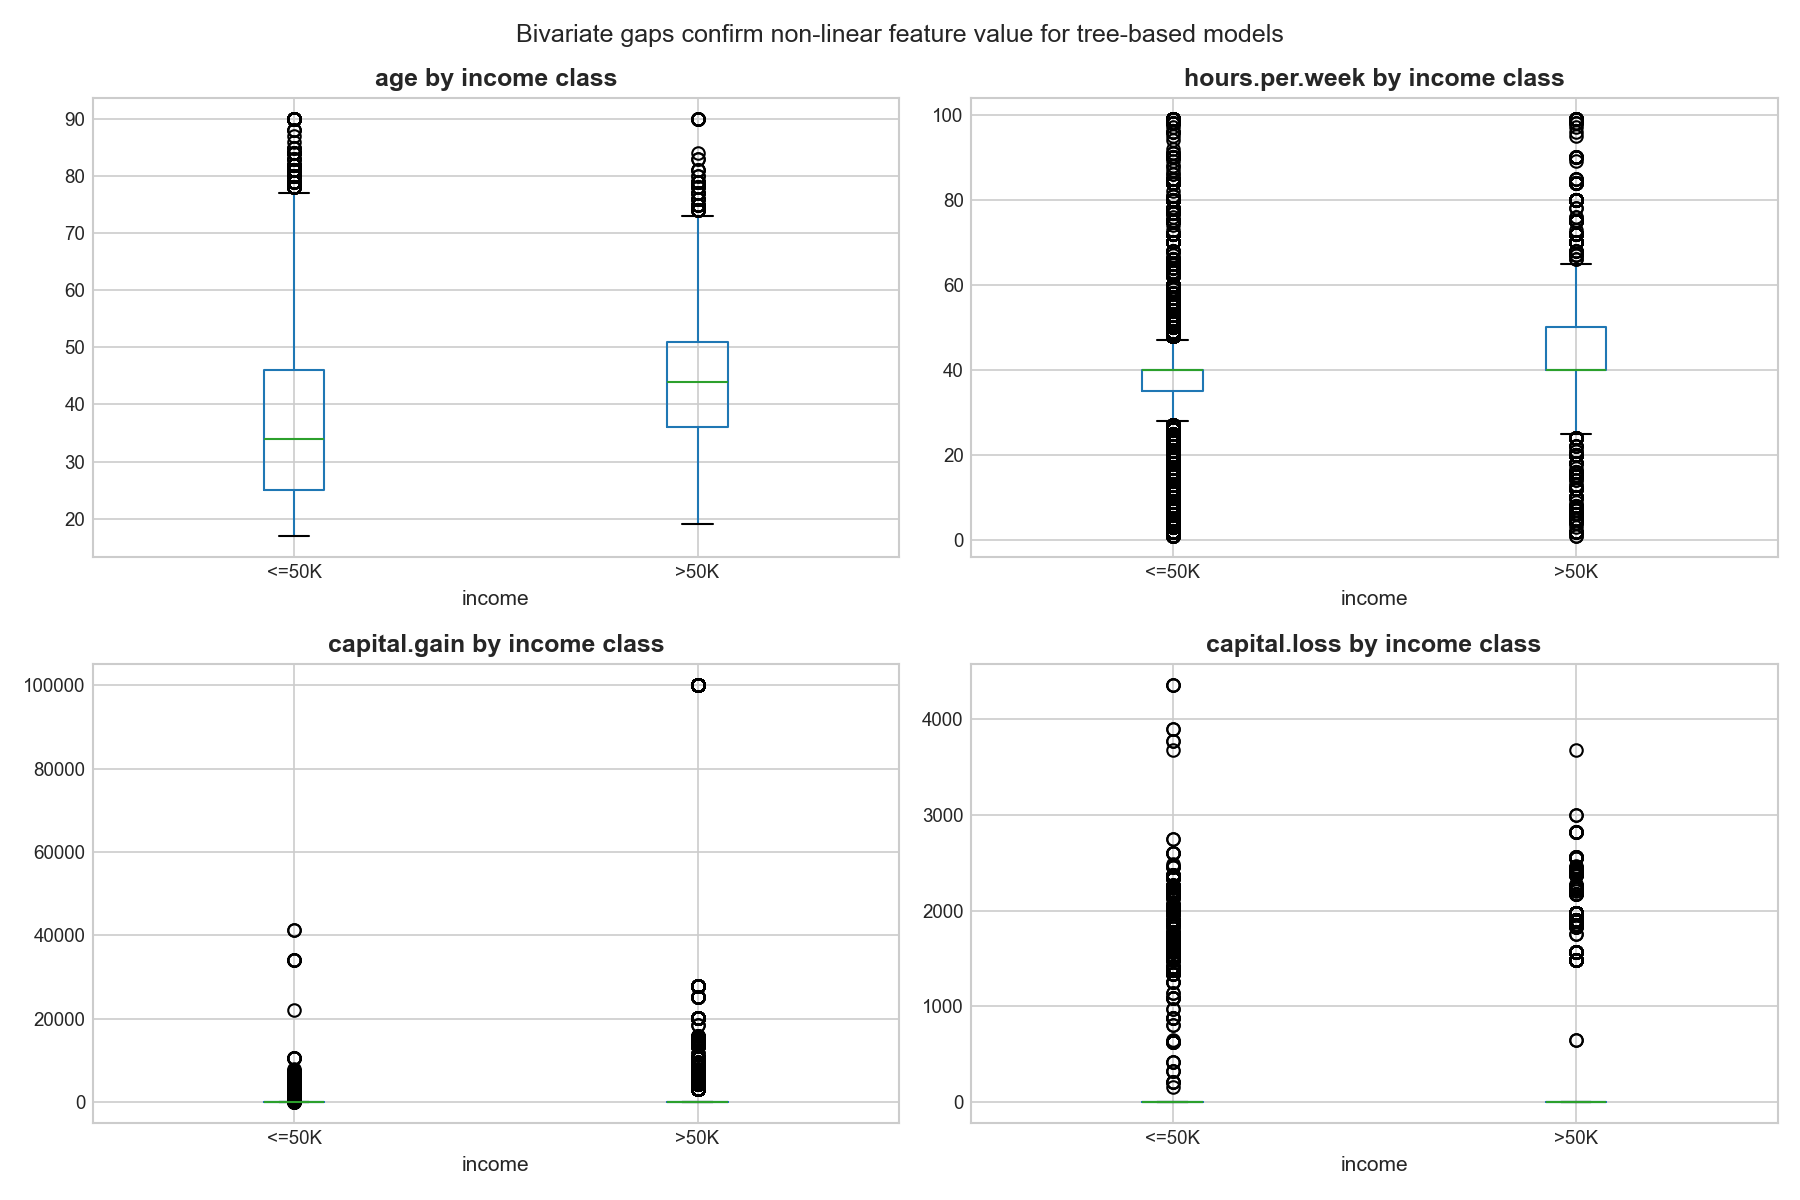 Bivariate gaps confirm non-linear feature value for tree-based models
age by income class
90
80
70
60
50
40
30
20
<=50K
>50K
income
hours.per.week by income class
100
80
60
40
20
0
<=50K
>50K
income
capital.gain by income class
100000
80000
60000
40000
20000
0
<=50K
>50K
income
capital.loss by income class
4000
3000
2000
1000
0
<=50K
>50K
income